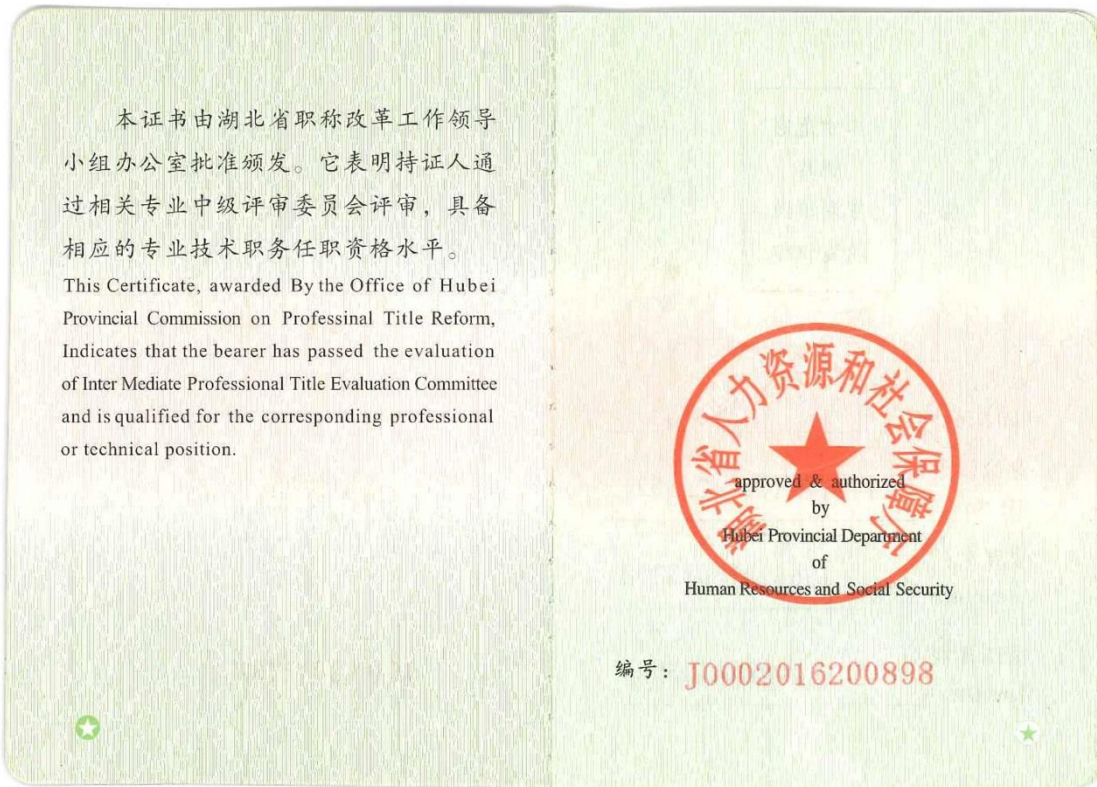 本证书由湖北省职称改革工作领导
小组办公室批准颁发。它表明持证人通
过相关专业中级评审委员会评审，具备
相应的专业技术职务任职资格水平。
This Certificate, awarded By the Office of Hubei
Provincial Commission on Professinal Title Reform,
Indicates that the bearer has passed the evaluation
of Inter Mediate Professional Title Evaluation Committee
and is qualified for the corresponding professional
or technical position.
湖北省人力资源和社会保障厅
approved & authorized
by
Hubei Provincial Department
of
Human Resources and Social Security
编号：J0002016200898